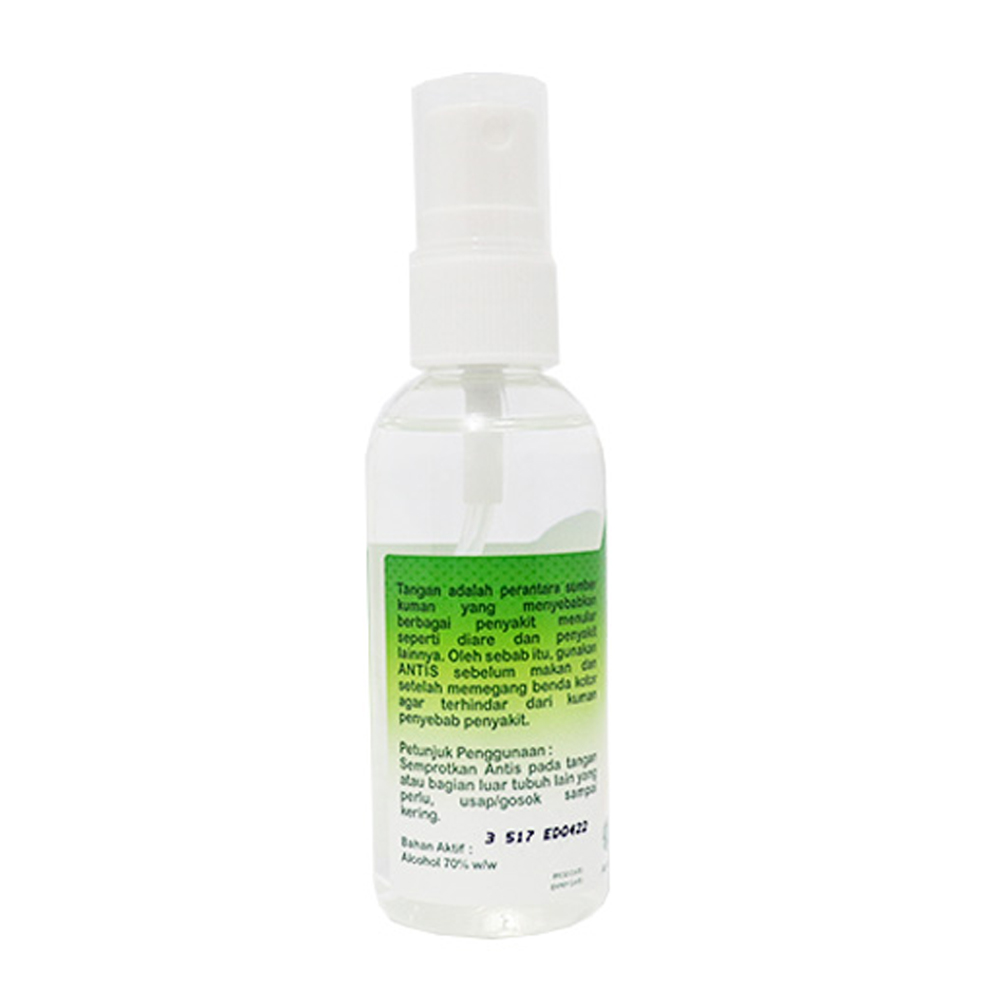 Tangan adalah perantara sumber
kuman yang menyebabkan
berbagai penyakit menular
seperti diare dan penyakit
lainnya. Oleh sebab itu, gunakan
ANTIS sebelum makan dan
setelah memegang benda kotor
agar terhindar dari kuman
penyebab penyakit.
Petunjuk Penggunaan :
Semprotkan Antis pada tangan
atau bagian luar tubuh lain yang
perlu, usap/gosok sampai
kering.
3 517 ED0422
Bahan Aktif :
Alcohol 70% w/w